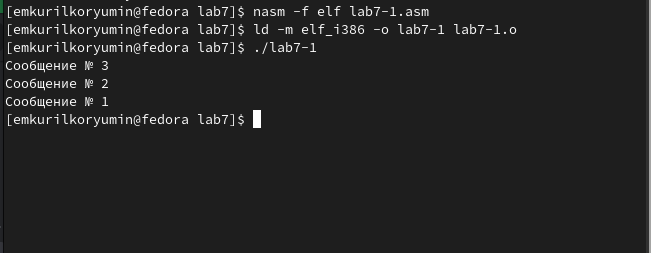 [emkurilkoryumin@fedora lab7]$ nasm -f elf lab7-1.asm
[emkurilkoryumin@fedora lab7]$ ld -m elf_i386 -o lab7-1 lab7-1.o
[emkurilkoryumin@fedora lab7]$ ./lab7-1
Сообщение № 3
Сообщение № 2
Сообщение № 1
[emkurilkoryumin@fedora lab7]$